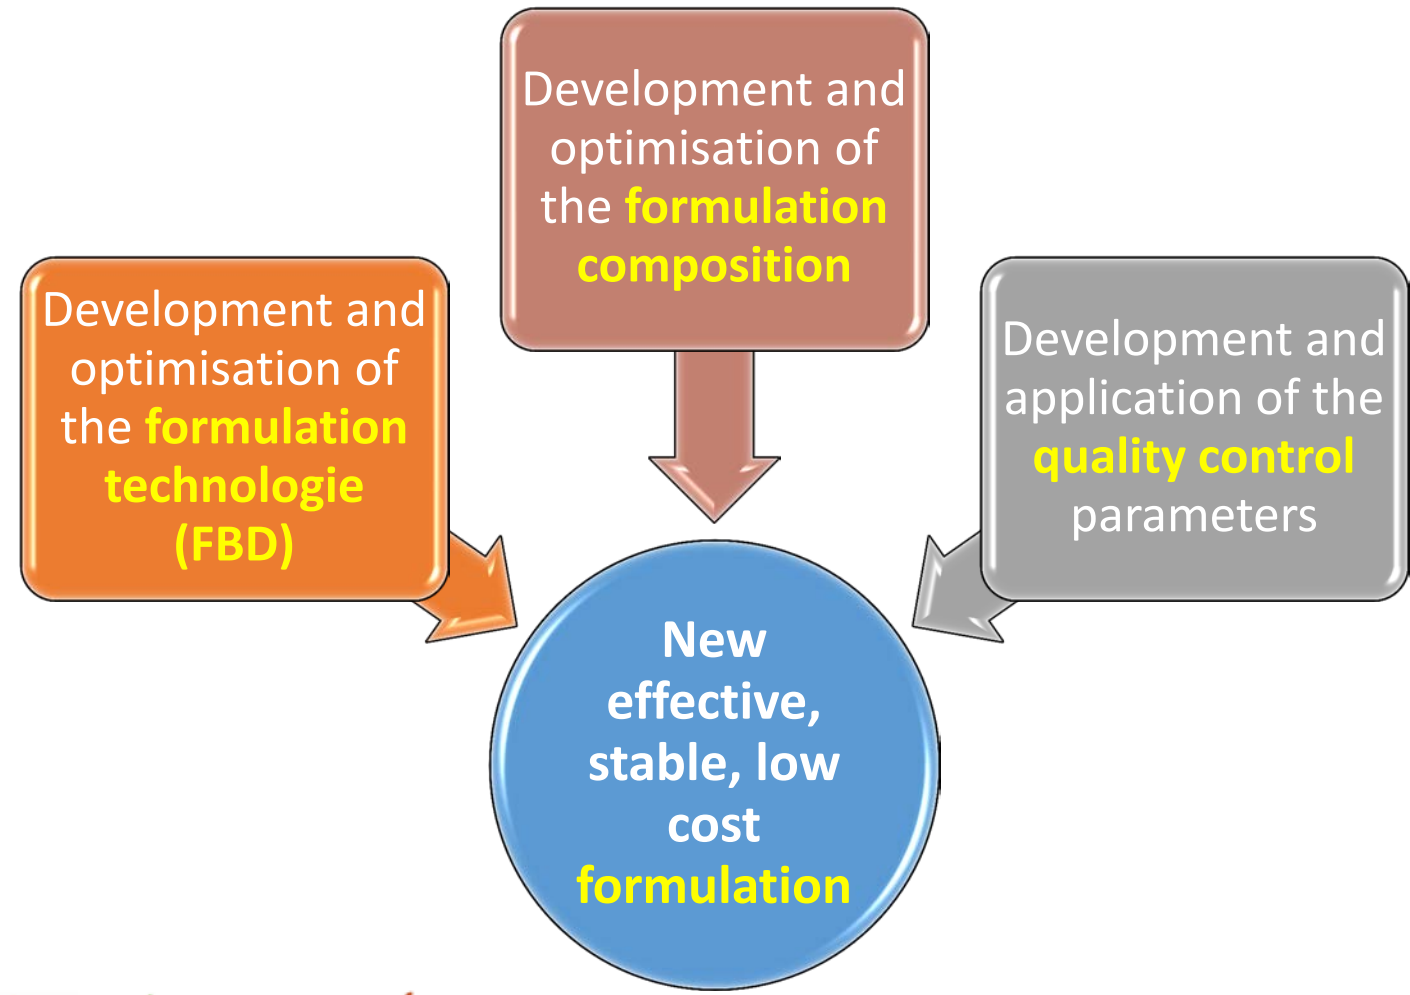 Development and
optimisation of
the formulation
composition
Development and
optimisation of
the formulation
technologie
(FBD)
Development and
application of the
quality control
parameters
New
effective,
stable, low
cost
formulation